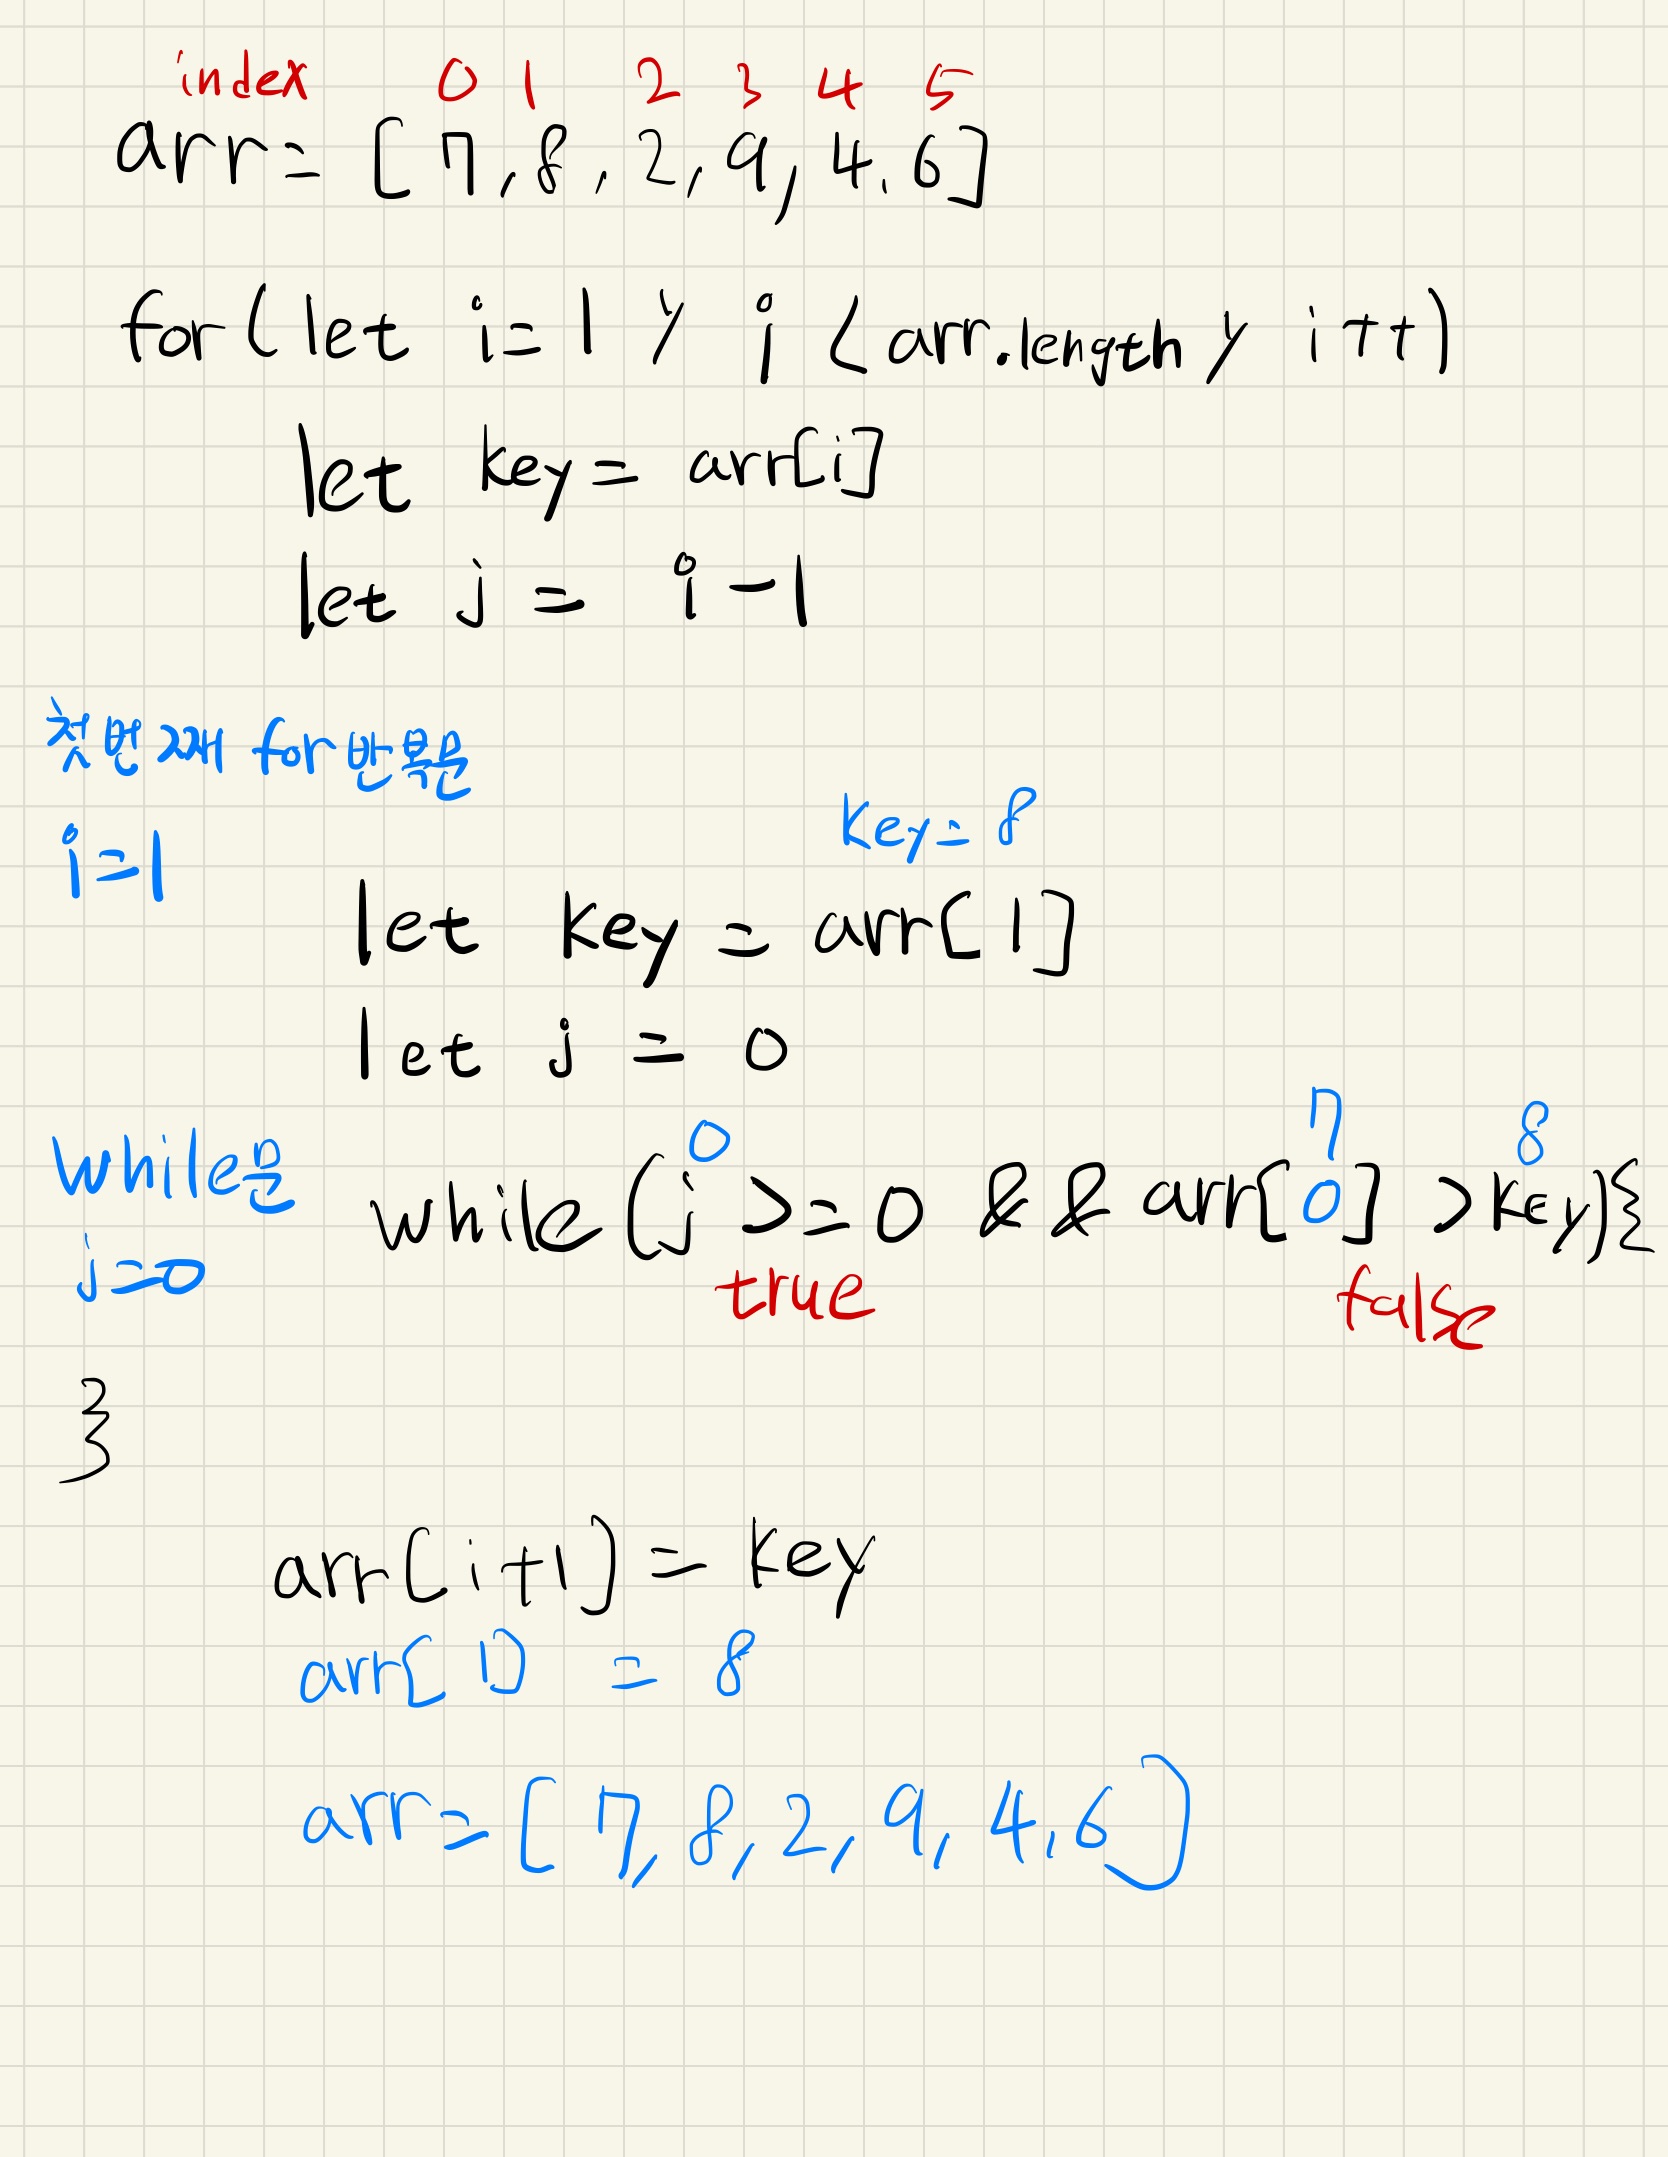 index 0 1 2 3 4 5
arr= [7,8,2,9,4,6]
for(let i=1; i<arr.length; i++)
let key= arr[i]
let j = i-1
첫번째 for반복문
key=8
i=1
let key = arr[1]
let j = 0
0 7 8
while문 while(j>=0 && arr[0] >key){
j=0
true false
}
arr[i+1] = key
arr[1] = 8
arr=[7,8,2,9,4,6]